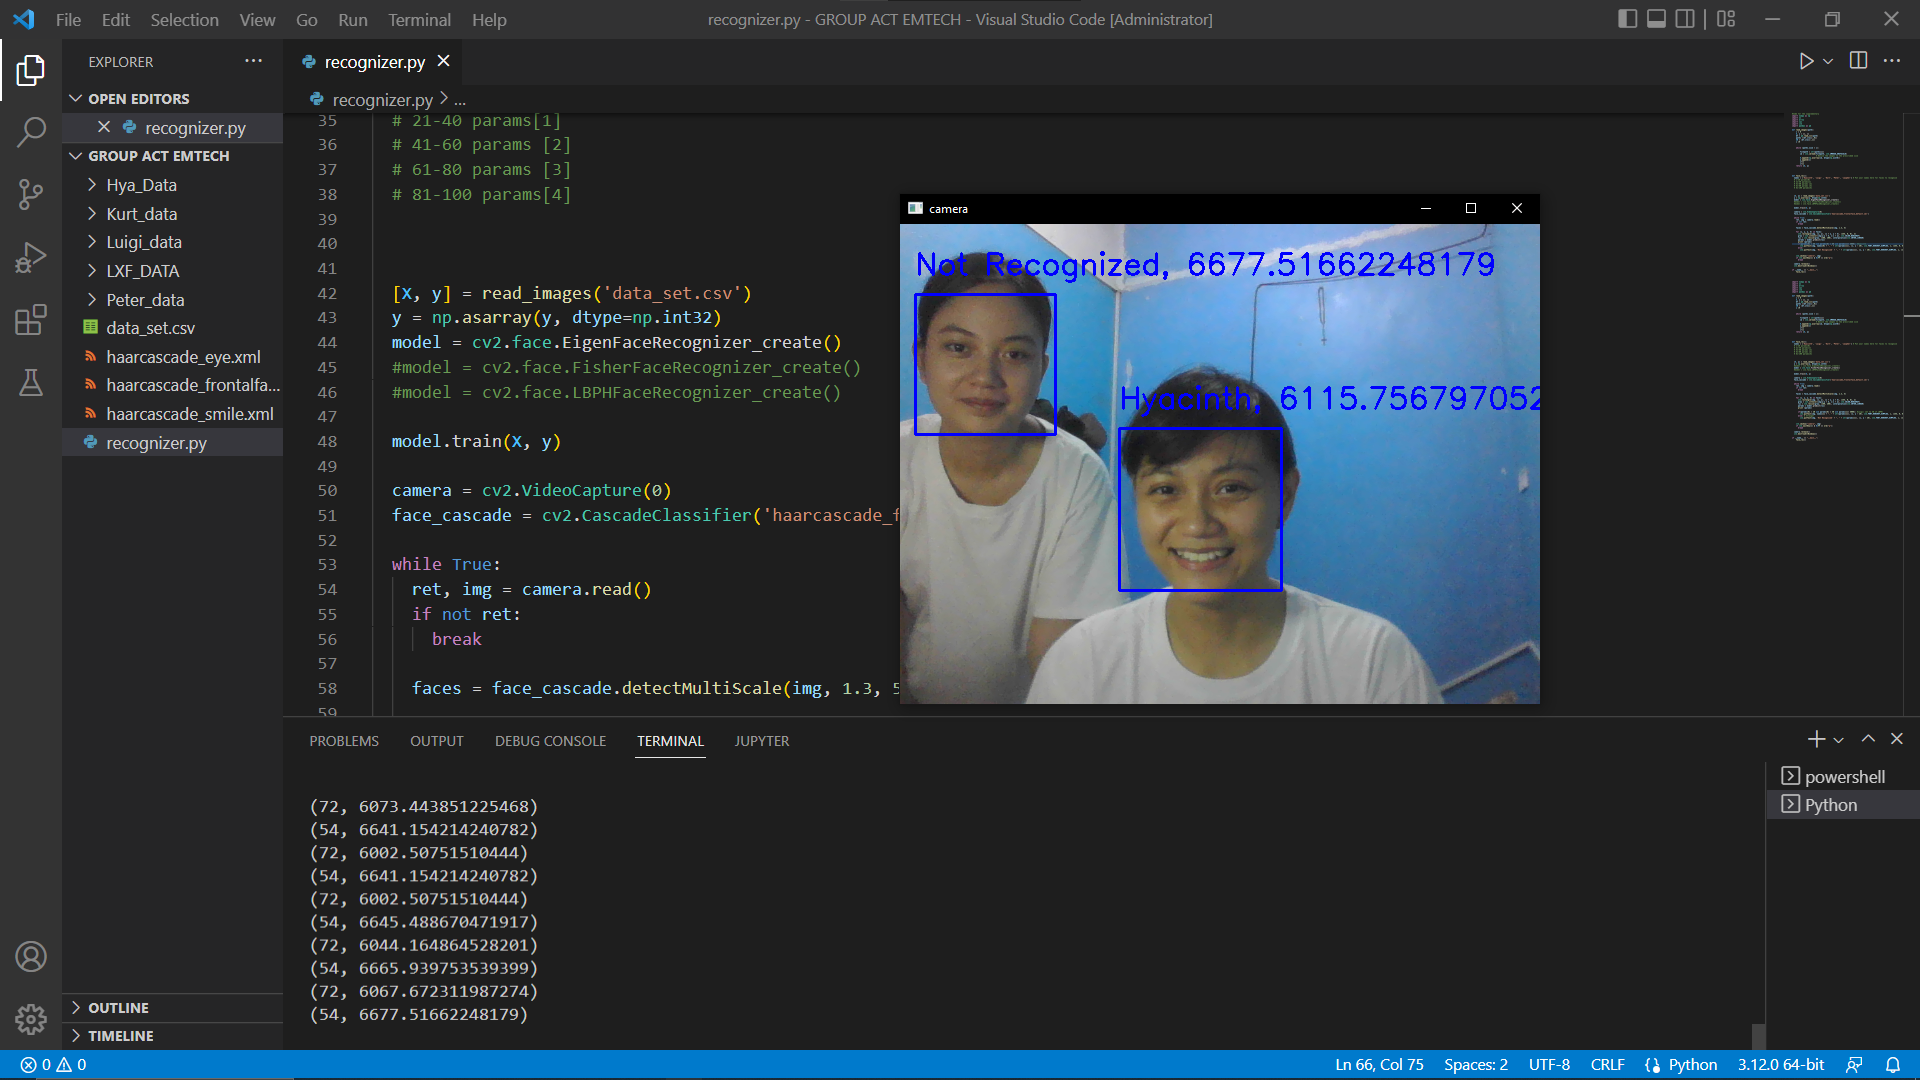 File Edit Selection View Go Run Terminal Help
recognizer.py - GROUP ACT EMTECH - Visual Studio Code [Administrator]
EXPLORER
OPEN EDITORS
recognizer.py
GROUP ACT EMTECH
Hya_Data
Kurt_data
Luigi_data
LXF_DATA
Peter_data
data_set.csv
haarcascade_eye.xml
haarcascade_frontalfa...
haarcascade_smile.xml
recognizer.py
OUTLINE
TIMELINE
recognizer.py
recognizer.py > ...
35 # 21-40 params[1]
36 # 41-60 params [2]
37 # 61-80 params [3]
38 # 81-100 params[4]
39
40
41
42 [X, y] = read_images('data_set.csv')
43 y = np.asarray(y, dtype=np.int32)
44 model = cv2.face.EigenFaceRecognizer_create()
45 #model = cv2.face.FisherFaceRecognizer_create()
46 #model = cv2.face.LBPHFaceRecognizer_create()
47
48 model.train(X, y)
49
50 camera = cv2.VideoCapture(0)
51 face_cascade = cv2.CascadeClassifier('haarcascade_f
52
53 while True:
54 ret, img = camera.read()
55 if not ret:
56 break
57
58 faces = face_cascade.detectMultiScale(img, 1.3, 5
59
camera
Not Recognized, 6677.51662248179
Hyacinth, 6115.756797052
PROBLEMS OUTPUT DEBUG CONSOLE TERMINAL JUPYTER
(72, 6073.443851225468)
(54, 6641.154214240782)
(72, 6002.50751510444)
(54, 6641.154214240782)
(72, 6002.50751510444)
(54, 6645.488670471917)
(72, 6044.164864528201)
(54, 6665.939753539399)
(72, 6067.672311987274)
(54, 6677.51662248179)
powershell
Python
0 0
Ln 66, Col 75 Spaces: 2 UTF-8 CRLF Python 3.12.0 64-bit